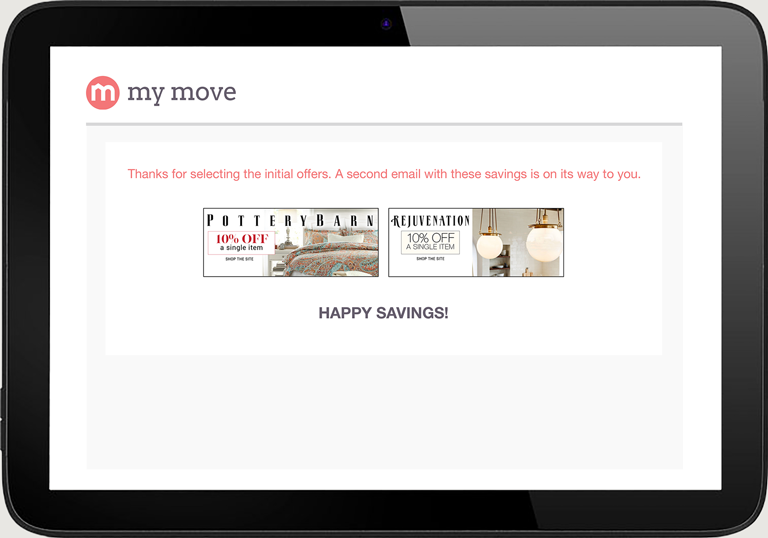 m my move
Thanks for selecting the initial offers. A second email with these savings is on its way to you.
POTTERY BARN
10% OFF
a single item
SHOP THE SITE
REJUVENATION
10% OFF
A SINGLE ITEM
SHOP THE SITE
HAPPY SAVINGS!